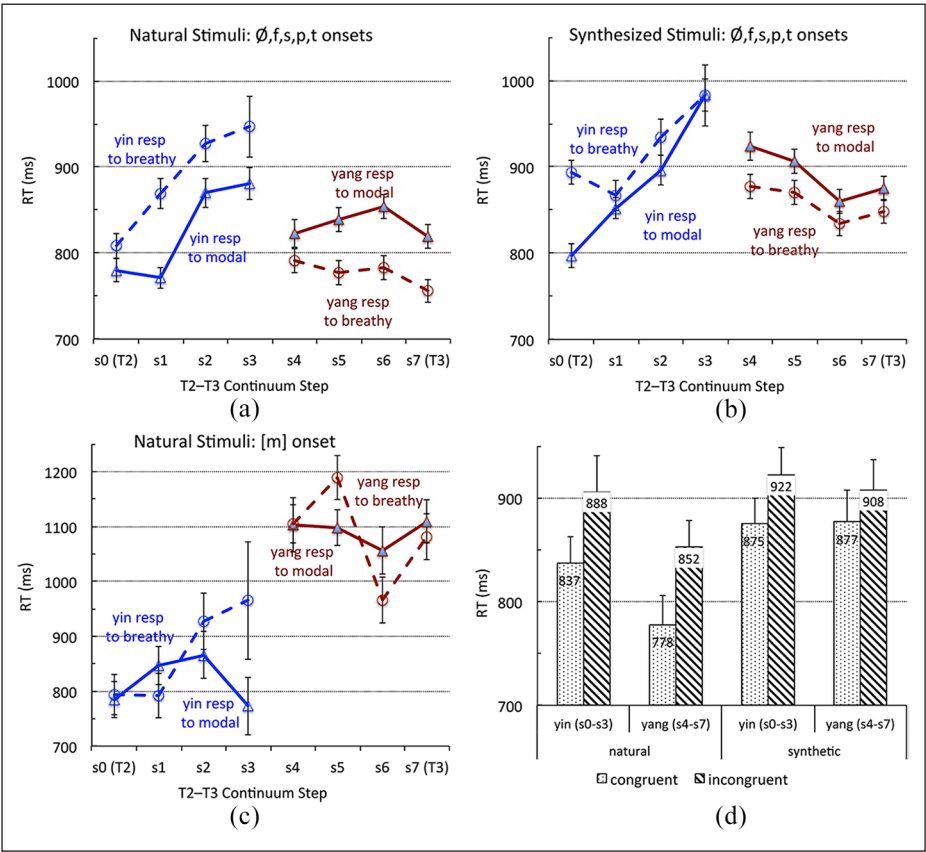 Natural Stimuli: Ø,f,s,p,t onsets
1000
900
800
700
RT (ms)
yin resp
to breathy
yin resp
to modal
yang resp
to modal
yang resp
to breathy
s0 (T2) s1 s2 s3 s4 s5 s6 s7 (T3)
T2–T3 Continuum Step
(a)
Synthesized Stimuli: Ø,f,s,p,t onsets
1000
900
800
700
RT (ms)
yin resp
to breathy
yin resp
to modal
yang resp
to modal
yang resp
to breathy
s0 (T2) s1 s2 s3 s4 s5 s6 s7 (T3)
T2–T3 Continuum Step
(b)
Natural Stimuli: [m] onset
1200
1100
1000
900
800
700
RT (ms)
yang resp
to breathy
yang resp
to modal
yin resp
to breathy
yin resp
to modal
s0 (T2) s1 s2 s3 s4 s5 s6 s7 (T3)
T2–T3 Continuum Step
(c)
900
800
700
RT (ms)
837 888 778 852 875 922 877 908
yin (s0-s3) yang (s4-s7) yin (s0-s3) yang (s4-s7)
natural synthetic
congruent incongruent
(d)